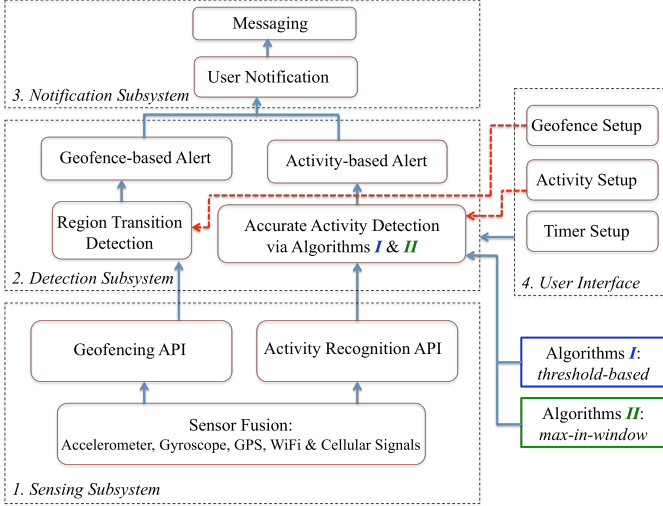 Messaging
User Notification
3. Notification Subsystem
Geofence-based Alert
Activity-based Alert
Region Transition
Detection
Accurate Activity Detection
via Algorithms I & II
2. Detection Subsystem
Geofence Setup
Activity Setup
Timer Setup
4. User Interface
Geofencing API
Activity Recognition API
Sensor Fusion:
Accelerometer, Gyroscope, GPS, WiFi & Cellular Signals
1. Sensing Subsystem
Algorithms I:
threshold-based
Algorithms II:
max-in-window